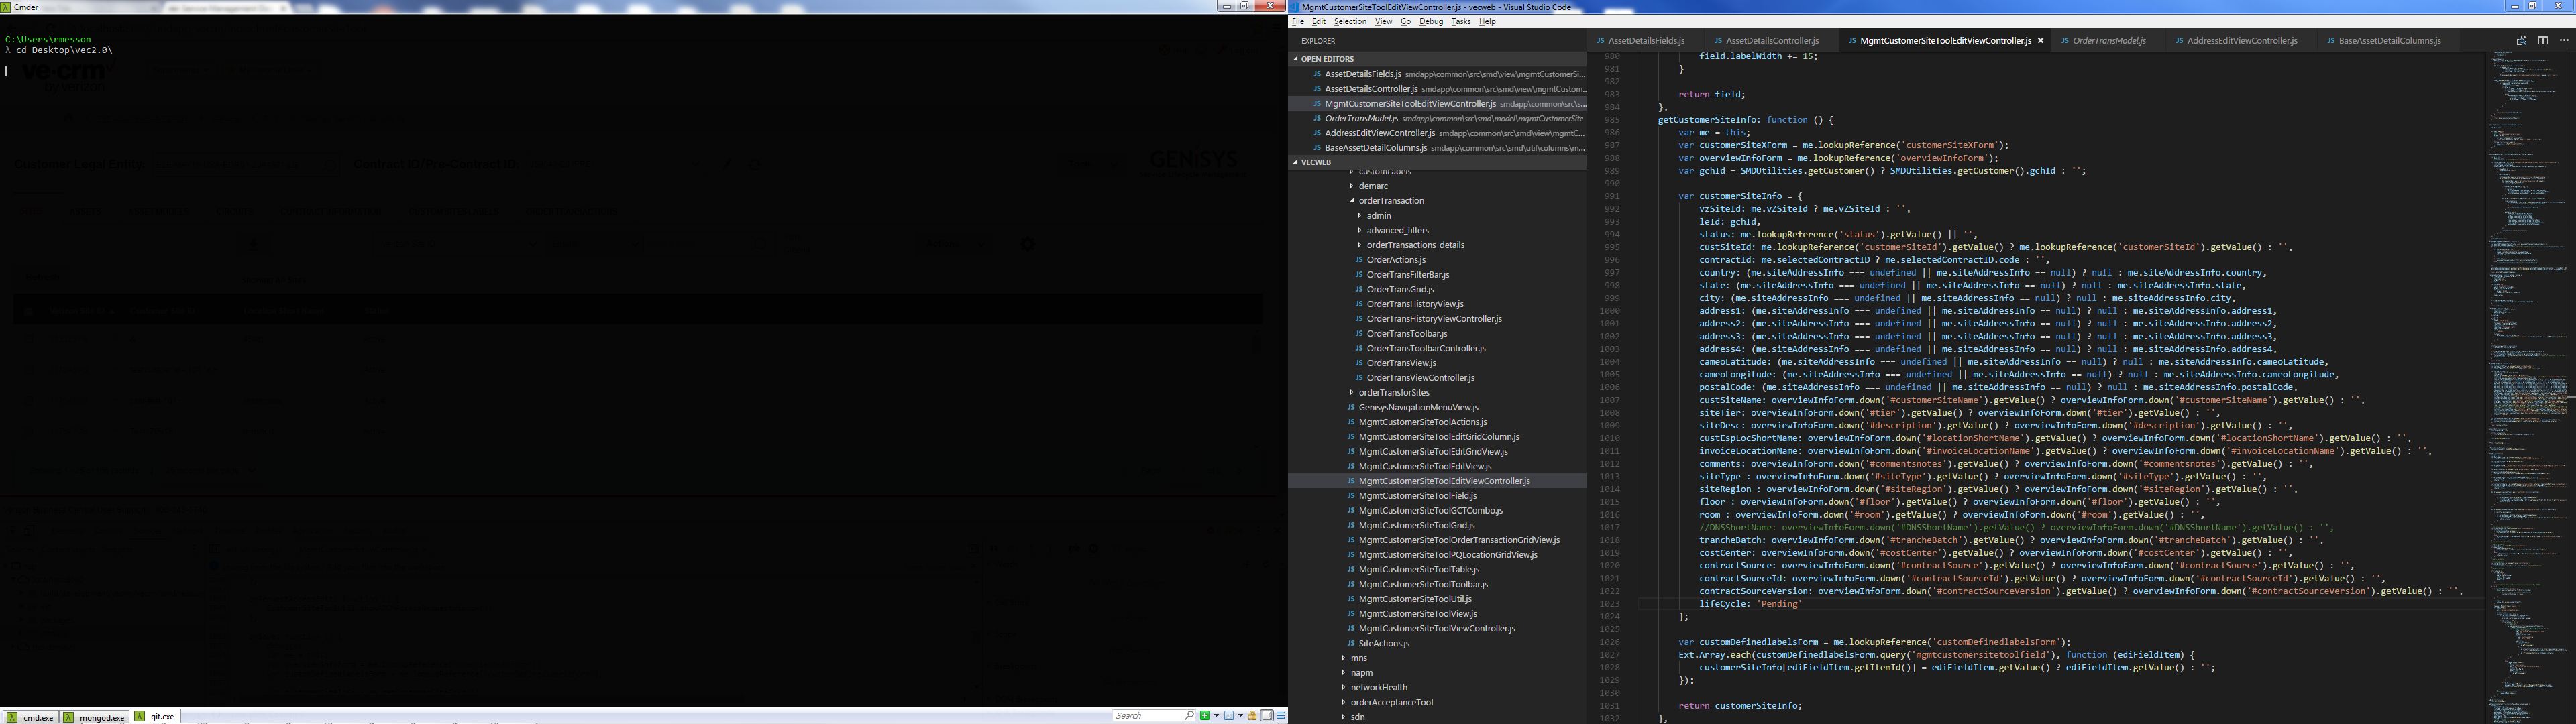 Cmder
C:\Users\rmesson
λ cd Desktop\vec2.0\
ve-crm
by verizon
Customer Legal Entity
Contract ID/Pre-Contract ID:
GENiSYS
cmd.exe
mongod.exe
git.exe
Search
MgmtCustomerSiteToolEditViewController.js - vecweb - Visual Studio Code
File Edit Selection View Go Debug Tasks Help
EXPLORER
OPEN EDITORS
JS AssetDetailsFields.js smdapp\common\src\smd\view\mgmtCustomerSi...
JS AssetDetailsController.js smdapp\common\src\smd\view\mgmtCustom...
JS MgmtCustomerSiteToolEditViewController.js smdapp\common\src\s...
JS OrderTransModel.js smdapp\common\src\smd\model\mgmtCustomerSite
JS AddressEditViewController.js smdapp\common\src\smd\view\mgmtC...
JS BaseAssetDetailColumns.js smdapp\common\src\smd\util\columns\m...
VECWEB
customLabels
demarc
orderTransaction
admin
advanced_filters
orderTransactions_details
JS OrderActions.js
JS OrderTransFilterBar.js
JS OrderTransGrid.js
JS OrderTransHistoryView.js
JS OrderTransHistoryViewController.js
JS OrderTransToolbar.js
JS OrderTransToolbarController.js
JS OrderTransView.js
JS OrderTransViewController.js
orderTransforSites
JS GenisysNavigationMenuView.js
JS MgmtCustomerSiteToolActions.js
JS MgmtCustomerSiteToolEditGridColumn.js
JS MgmtCustomerSiteToolEditGridView.js
JS MgmtCustomerSiteToolEditView.js
JS MgmtCustomerSiteToolEditViewController.js
JS MgmtCustomerSiteToolField.js
JS MgmtCustomerSiteToolGCTCombo.js
JS MgmtCustomerSiteToolGrid.js
JS MgmtCustomerSiteToolOrderTransactionGridView.js
JS MgmtCustomerSiteToolPQLocationGridView.js
JS MgmtCustomerSiteToolTable.js
JS MgmtCustomerSiteToolToolbar.js
JS MgmtCustomerSiteToolUtil.js
JS MgmtCustomerSiteToolView.js
JS MgmtCustomerSiteToolViewController.js
JS SiteActions.js
mns
napm
networkHealth
orderAcceptanceTool
sdn
JS AssetDetailsFields.js JS AssetDetailsController.js JS MgmtCustomerSiteToolEditViewController.js JS OrderTransModel.js JS AddressEditViewController.js JS BaseAssetDetailColumns.js
980 field.labelWidth += 15;
981 }
982
983 return field;
984 },
985 getCustomerSiteInfo: function () {
986 var me = this;
987 var customerSiteXForm = me.lookupReference('customerSiteXForm');
988 var overviewInfoForm = me.lookupReference('overviewInfoForm');
989 var gchId = SMDUtilities.getCustomer() ? SMDUtilities.getCustomer().gchId : '';
990
991 var customerSiteInfo = {
992 vzSiteId: me.vZSiteId ? me.vZSiteId : '',
993 leId: gchId,
994 status: me.lookupReference('status').getValue() || '',
995 custSiteId: me.lookupReference('customerSiteId').getValue() ? me.lookupReference('customerSiteId').getValue() : '',
996 contractId: me.selectedContractID ? me.selectedContractID.code : '',
997 country: (me.siteAddressInfo === undefined || me.siteAddressInfo == null) ? null : me.siteAddressInfo.country,
998 state: (me.siteAddressInfo === undefined || me.siteAddressInfo == null) ? null : me.siteAddressInfo.state,
999 city: (me.siteAddressInfo === undefined || me.siteAddressInfo == null) ? null : me.siteAddressInfo.city,
1000 address1: (me.siteAddressInfo === undefined || me.siteAddressInfo == null) ? null : me.siteAddressInfo.address1,
1001 address2: (me.siteAddressInfo === undefined || me.siteAddressInfo == null) ? null : me.siteAddressInfo.address2,
1002 address3: (me.siteAddressInfo === undefined || me.siteAddressInfo == null) ? null : me.siteAddressInfo.address3,
1003 address4: (me.siteAddressInfo === undefined || me.siteAddressInfo == null) ? null : me.siteAddressInfo.address4,
1004 cameoLatitude: (me.siteAddressInfo === undefined || me.siteAddressInfo == null) ? null : me.siteAddressInfo.cameoLatitude,
1005 cameoLongitude: (me.siteAddressInfo === undefined || me.siteAddressInfo == null) ? null : me.siteAddressInfo.cameoLongitude,
1006 postalCode: (me.siteAddressInfo === undefined || me.siteAddressInfo == null) ? null : me.siteAddressInfo.postalCode,
1007 custSiteName: overviewInfoForm.down('#customerSiteName').getValue() ? overviewInfoForm.down('#customerSiteName').getValue() : '',
1008 siteTier: overviewInfoForm.down('#tier').getValue() ? overviewInfoForm.down('#tier').getValue() : '',
1009 siteDesc: overviewInfoForm.down('#description').getValue() ? overviewInfoForm.down('#description').getValue() : '',
1010 custEspLocShortName: overviewInfoForm.down('#locationShortName').getValue() ? overviewInfoForm.down('#locationShortName').getValue() : '',
1011 invoiceLocationName: overviewInfoForm.down('#invoiceLocationName').getValue() ? overviewInfoForm.down('#invoiceLocationName').getValue() : '',
1012 comments: overviewInfoForm.down('#commentsnotes').getValue() ? overviewInfoForm.down('#commentsnotes').getValue() : '',
1013 siteType : overviewInfoForm.down('#siteType').getValue() ? overviewInfoForm.down('#siteType').getValue() : '',
1014 siteRegion : overviewInfoForm.down('#siteRegion').getValue() ? overviewInfoForm.down('#siteRegion').getValue() : '',
1015 floor : overviewInfoForm.down('#floor').getValue() ? overviewInfoForm.down('#floor').getValue() : '',
1016 room : overviewInfoForm.down('#room').getValue() ? overviewInfoForm.down('#room').getValue() : '',
1017 //DNSShortName: overviewInfoForm.down('#DNSShortName').getValue() ? overviewInfoForm.down('#DNSShortName').getValue() : '',
1018 trancheBatch: overviewInfoForm.down('#trancheBatch').getValue() ? overviewInfoForm.down('#trancheBatch').getValue() : '',
1019 costCenter: overviewInfoForm.down('#costCenter').getValue() ? overviewInfoForm.down('#costCenter').getValue() : '',
1020 contractSource: overviewInfoForm.down('#contractSource').getValue() ? overviewInfoForm.down('#contractSource').getValue() : '',
1021 contractSourceId: overviewInfoForm.down('#contractSourceId').getValue() ? overviewInfoForm.down('#contractSourceId').getValue() : '',
1022 contractSourceVersion: overviewInfoForm.down('#contractSourceVersion').getValue() ? overviewInfoForm.down('#contractSourceVersion').getValue() : '',
1023 lifeCycle: 'Pending'
1024 };
1025
1026 var customDefinedlabelsForm = me.lookupReference('customDefinedlabelsForm');
1027 Ext.Array.each(customDefinedlabelsForm.query('mgmtcustomersitetoolfield'), function (ediFieldItem) {
1028 customerSiteInfo[ediFieldItem.getItemId()] = ediFieldItem.getValue() ? ediFieldItem.getValue() : '';
1029 });
1030
1031 return customerSiteInfo;
1032 },